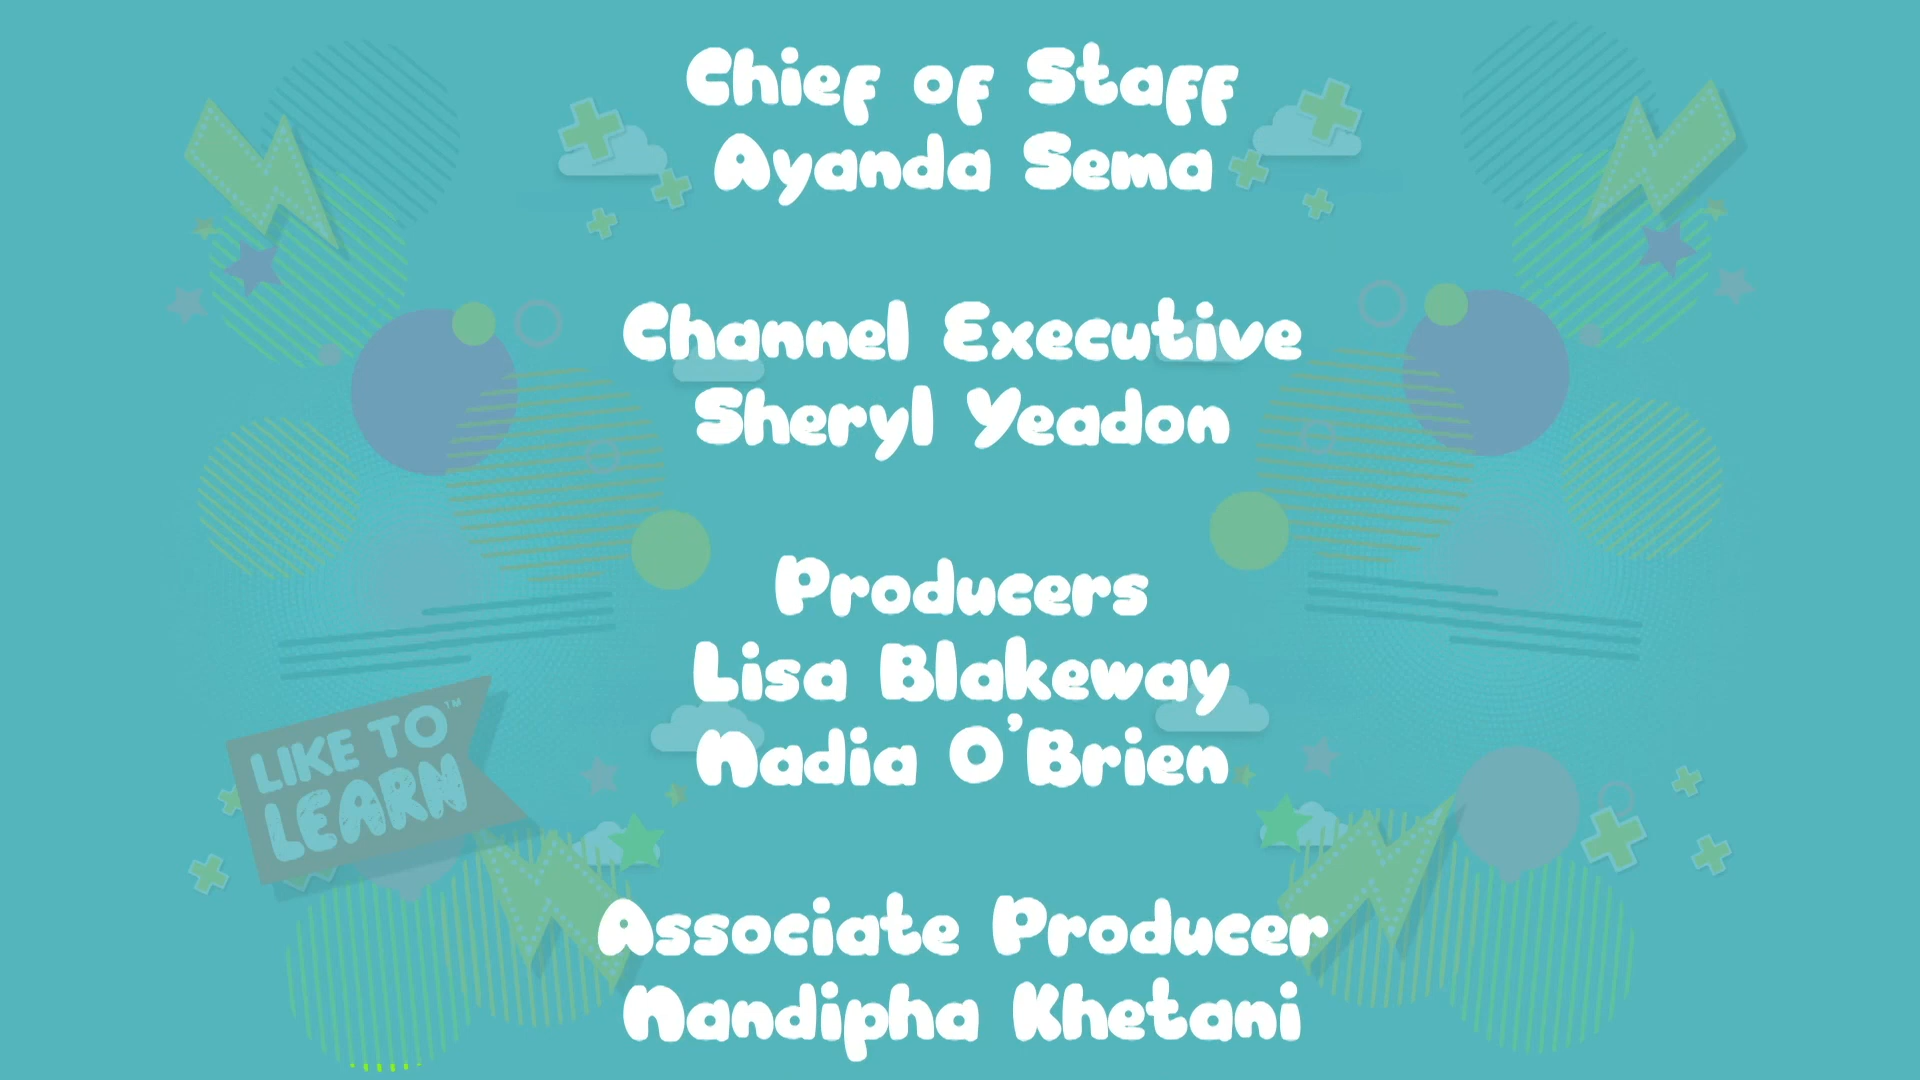 Chief of Staff
Ayanda Sema
Channel Executive
Sheryl Yeadon
Producers
Lisa Blakeway
Nadia O'Brien
LIKE TO™
LEARN
Associate Producer
Nandipha Khetani